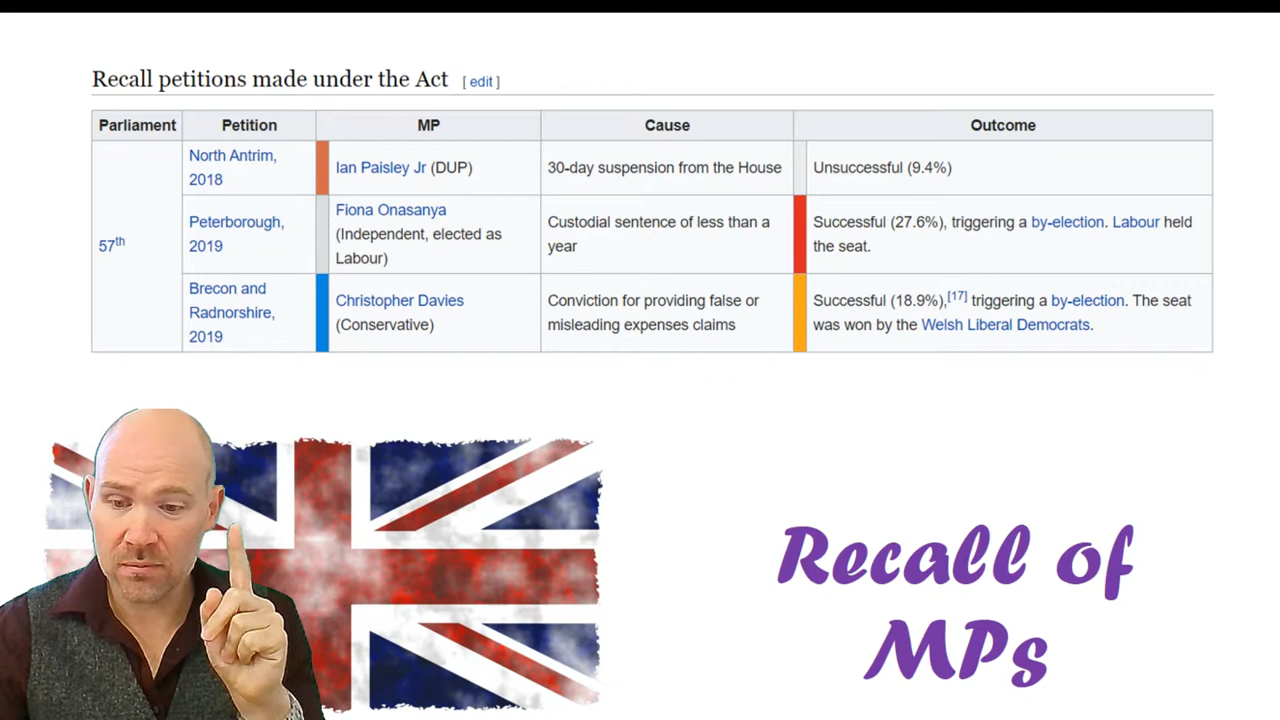 Recall petitions made under the Act [ edit ]
Parliament Petition MP Cause Outcome
57th
North Antrim,
2018
Ian Paisley Jr (DUP)
30-day suspension from the House
Unsuccessful (9.4%)
Peterborough,
2019
Fiona Onasanya
(Independent, elected as
Labour)
Custodial sentence of less than a
year
Successful (27.6%), triggering a by-election. Labour held
the seat.
Brecon and
Radnorshire,
2019
Christopher Davies
(Conservative)
Conviction for providing false or
misleading expenses claims
Successful (18.9%),[17] triggering a by-election. The seat
was won by the Welsh Liberal Democrats.
Recall of
MPs